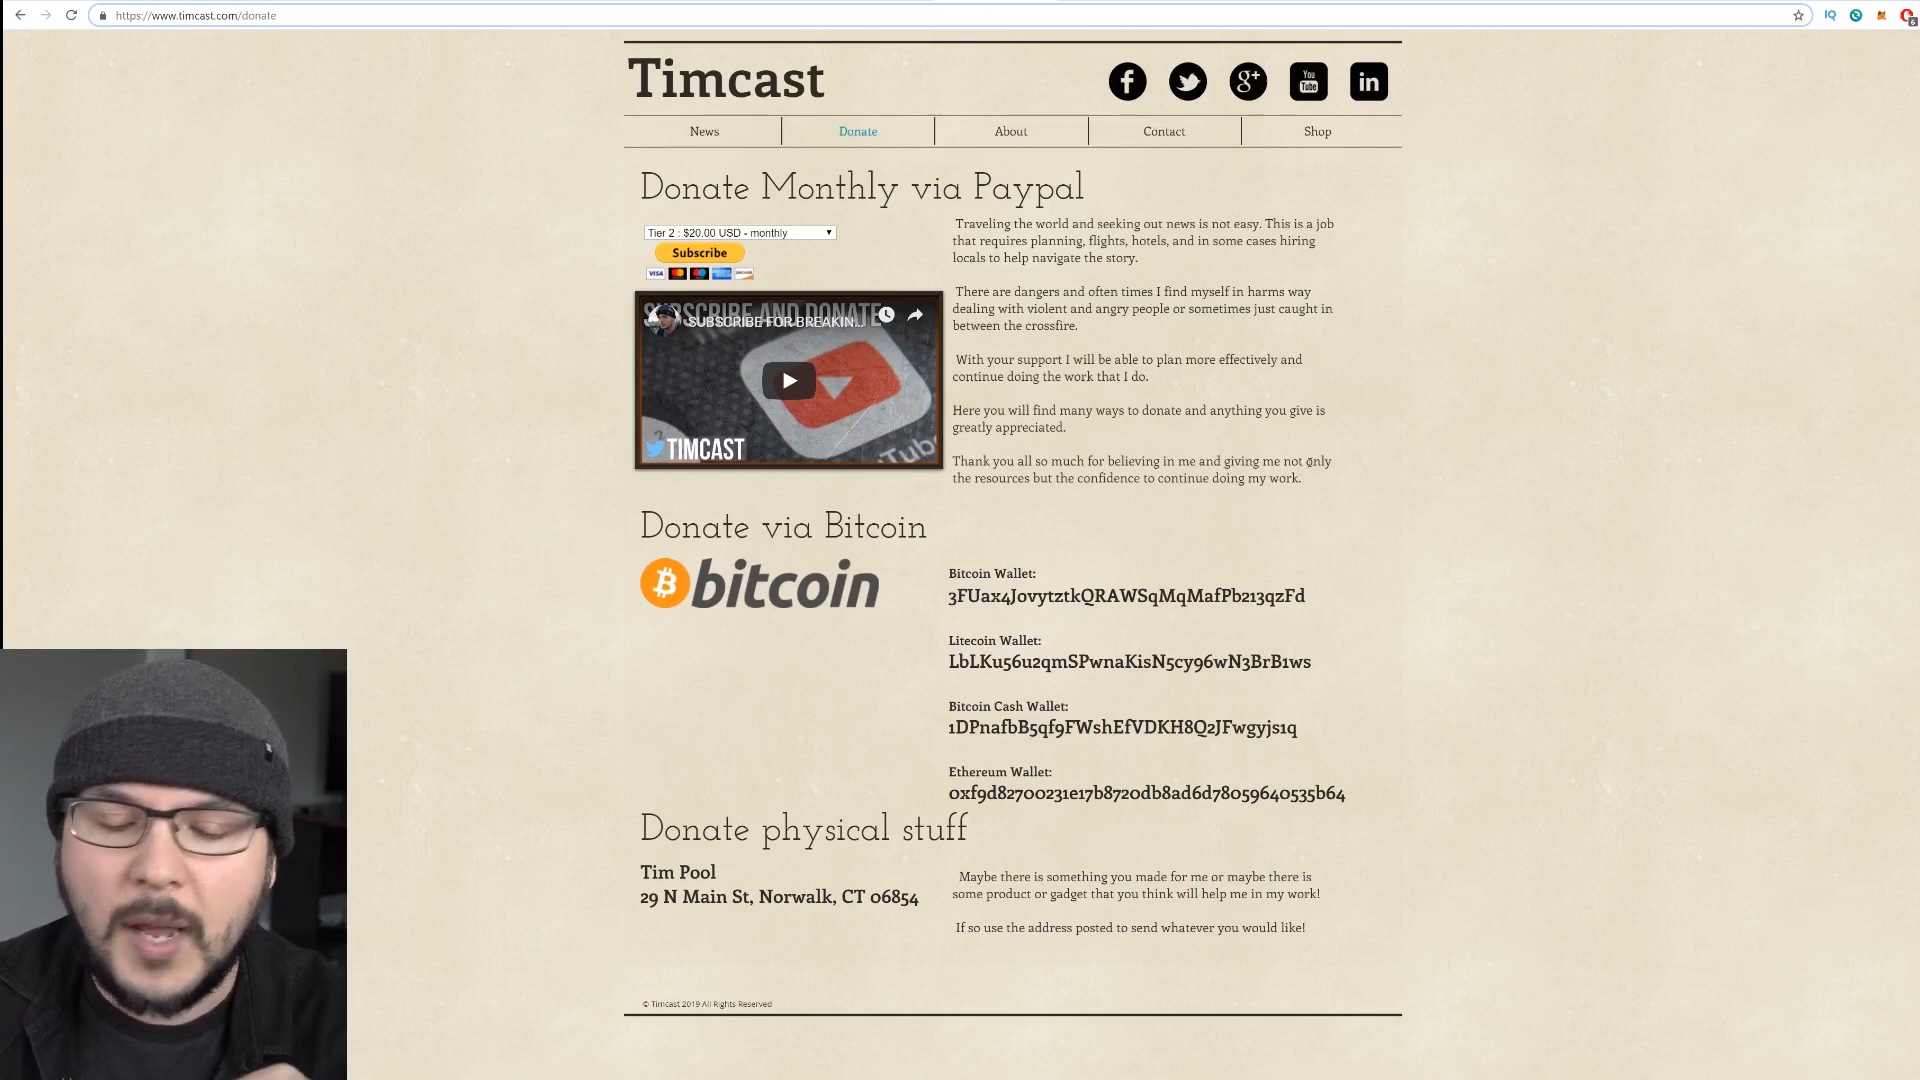 https://www.timcast.com/donate
Timcast
You
Tube
News
Donate
About
Contact
Shop
Donate Monthly via Paypal
Tier 2 : $20.00 USD - monthly
Subscribe
VISA
SUBSCRIBE AND DONATE
SUBSCRIBE FOR BREAKIN...
TIMCAST
Traveling the world and seeking out news is not easy. This is a job
that requires planning, flights, hotels, and in some cases hiring
locals to help navigate the story.
There are dangers and often times I find myself in harms way
dealing with violent and angry people or sometimes just caught in
between the crossfire.
With your support I will be able to plan more effectively and
continue doing the work that I do.
Here you will find many ways to donate and anything you give is
greatly appreciated.
Thank you all so much for believing in me and giving me not only
the resources but the confidence to continue doing my work.
Donate via Bitcoin
bitcoin
Bitcoin Wallet:
3FUax4JovytztkQRAWSqMqMafPb213qzFd
Litecoin Wallet:
LbLKu56u2qmSPwnaKisN5cy96wN3BrB1ws
Bitcoin Cash Wallet:
1DPnafbB5qf9FWshEfVDKH8Q2JFwgyjs1q
Ethereum Wallet:
0xf9d82700231e17b8720db8ad6d78059640535b64
Donate physical stuff
Tim Pool
29 N Main St, Norwalk, CT 06854
Maybe there is something you made for me or maybe there is
some product or gadget that you think will help me in my work!
If so use the address posted to send whatever you would like!
© Timcast 2019 All Rights Reserved